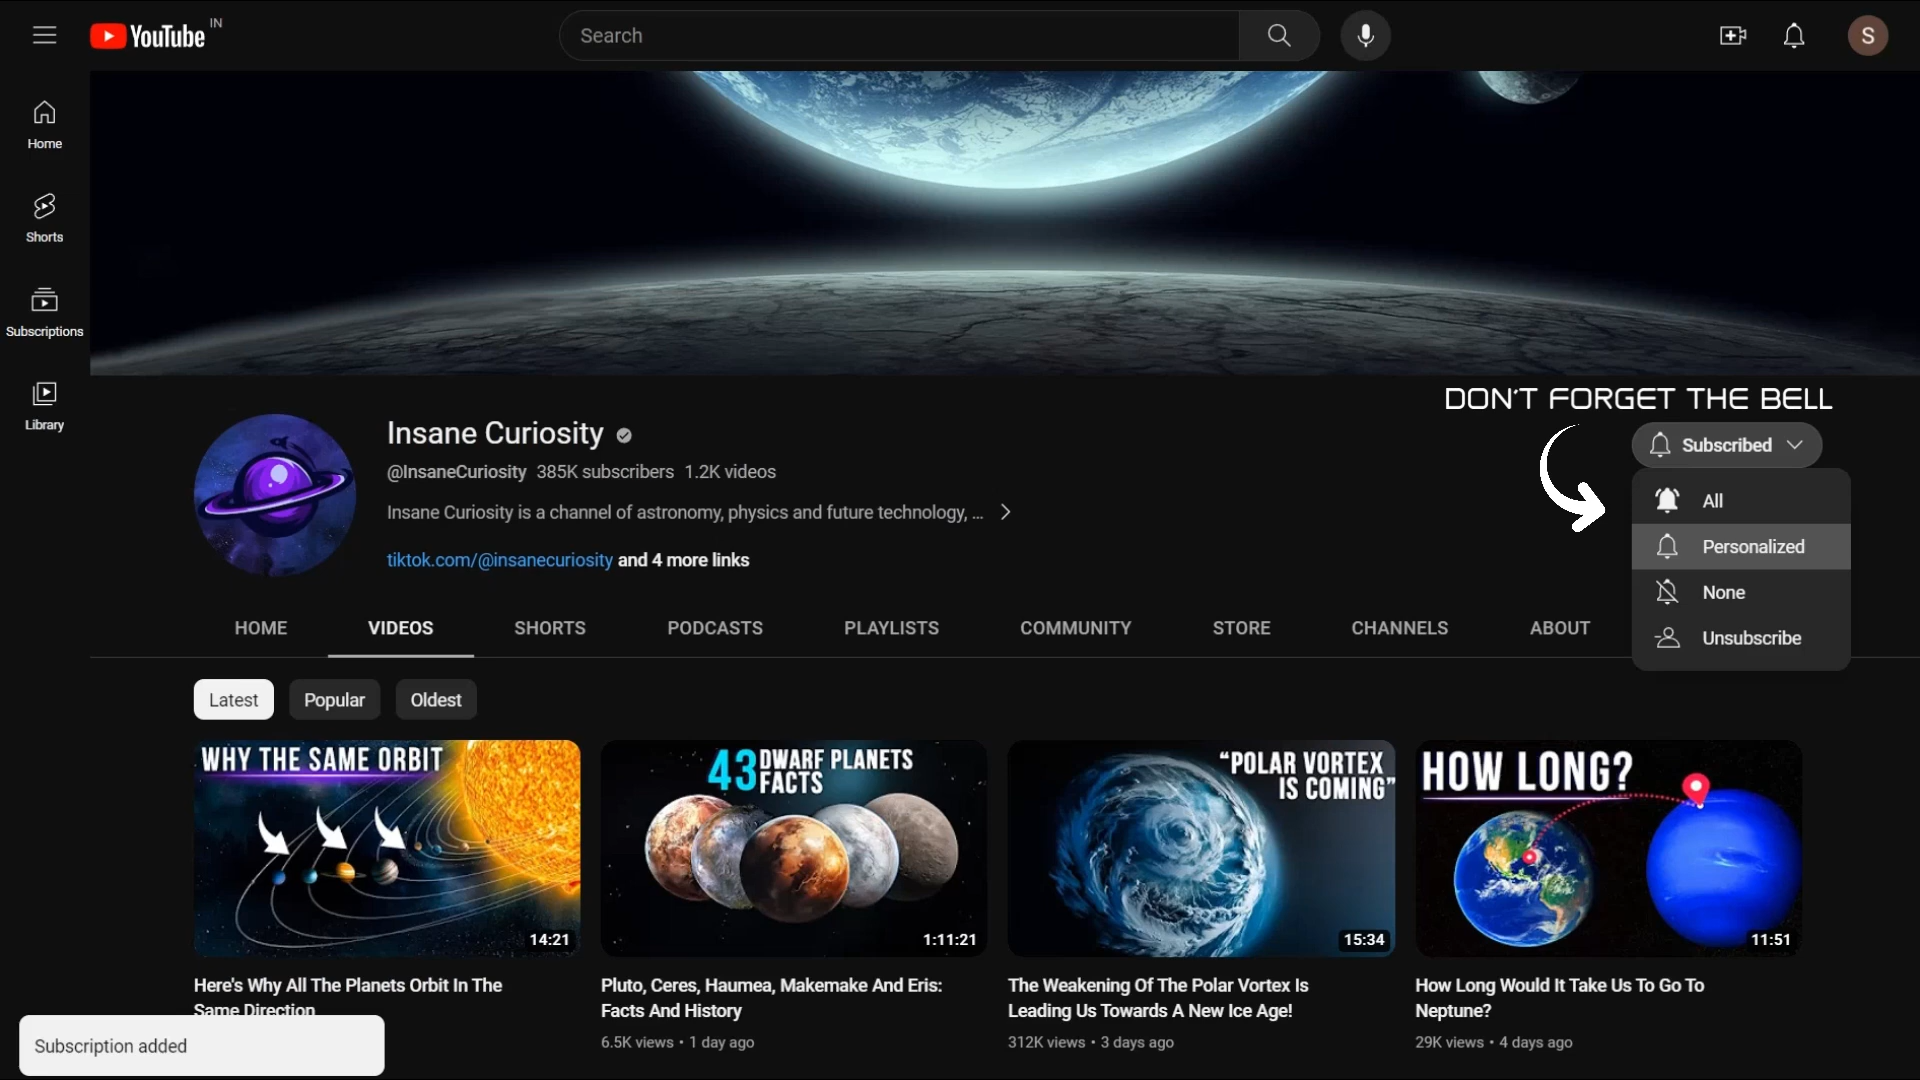 YouTube IN
Search
S
Home
Shorts
Subscriptions
Library
DON'T FORGET THE BELL
Insane Curiosity
@InsaneCuriosity 385K subscribers 1.2K videos
Insane Curiosity is a channel of astronomy, physics and future technology, ...
tiktok.com/@insanecuriosity and 4 more links
Subscribed
All
Personalized
None
Unsubscribe
HOME VIDEOS SHORTS PODCASTS PLAYLISTS COMMUNITY STORE CHANNELS ABOUT
Latest Popular Oldest
WHY THE SAME ORBIT
14:21
43 DWARF PLANETS
FACTS
1:11:21
“POLAR VORTEX
IS COMING”
15:34
HOW LONG?
11:51
Here's Why All The Planets Orbit In The
Same Direction
Pluto, Ceres, Haumea, Makemake And Eris:
Facts And History
6.5K views • 1 day ago
The Weakening Of The Polar Vortex Is
Leading Us Towards A New Ice Age!
312K views • 3 days ago
How Long Would It Take Us To Go To
Neptune?
29K views • 4 days ago
Subscription added